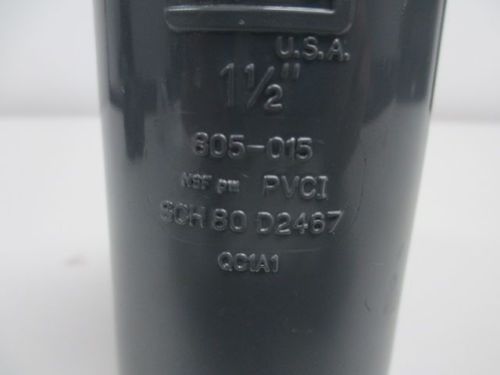 U.S.A.
1½"
805-015
NSF pw PVCI
SCH 80 D2467
QC1A1